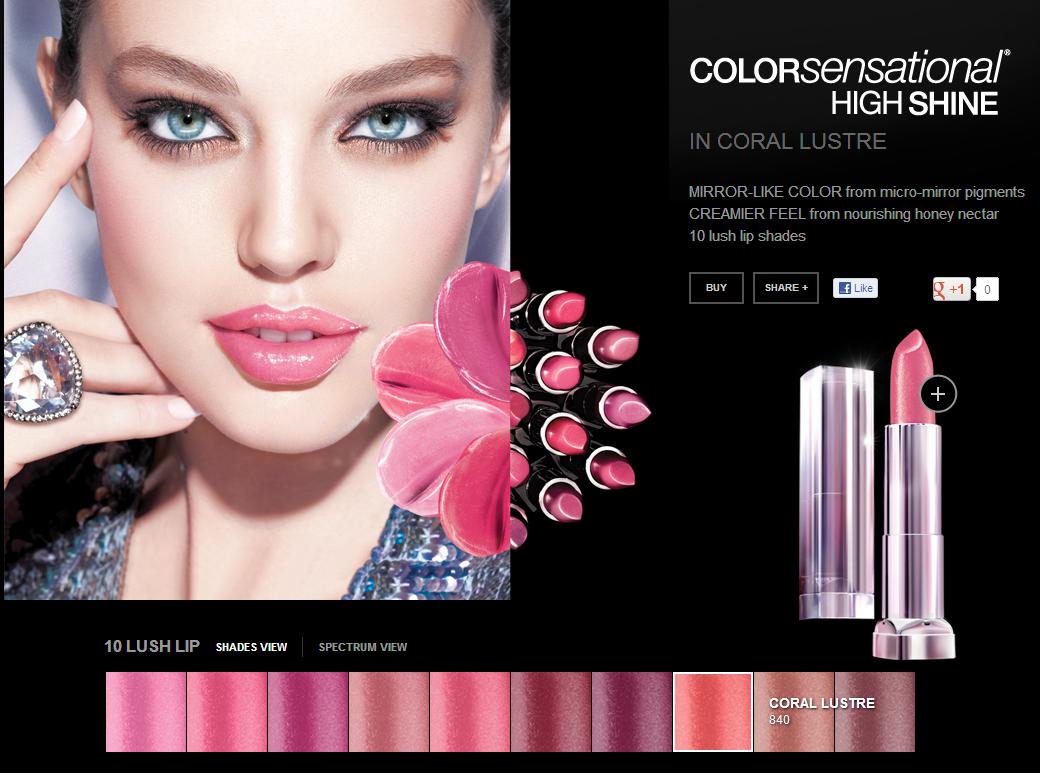 COLORsensational®
HIGH SHINE
IN CORAL LUSTRE
MIRROR-LIKE COLOR from micro-mirror pigments
CREAMIER FEEL from nourishing honey nectar
10 lush lip shades
BUY
SHARE +
Like
+1
0
10 LUSH LIP
SHADES VIEW
SPECTRUM VIEW
CORAL LUSTRE
840